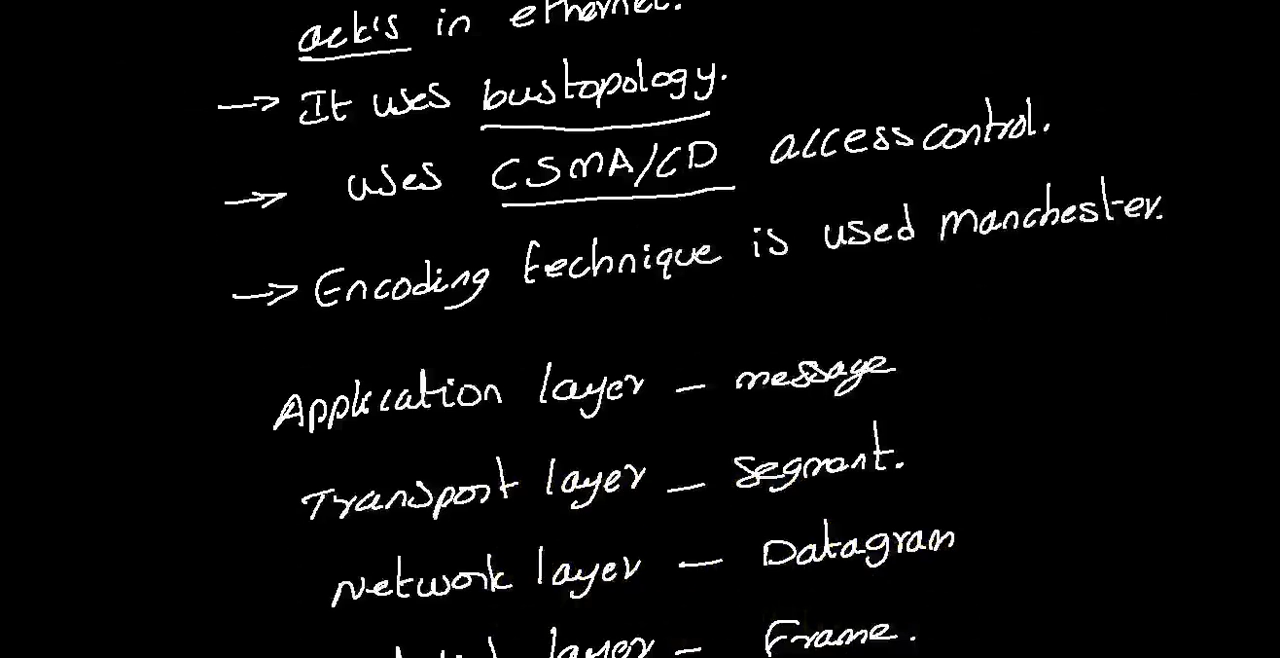 ack's in ethernet.
→ It uses bustopology.
→ uses CSMA/CD access control.
→ Encoding technique is used manchester.
Application layer - message
Transport layer - Segment.
Network layer - Datagram
layer - Frame.